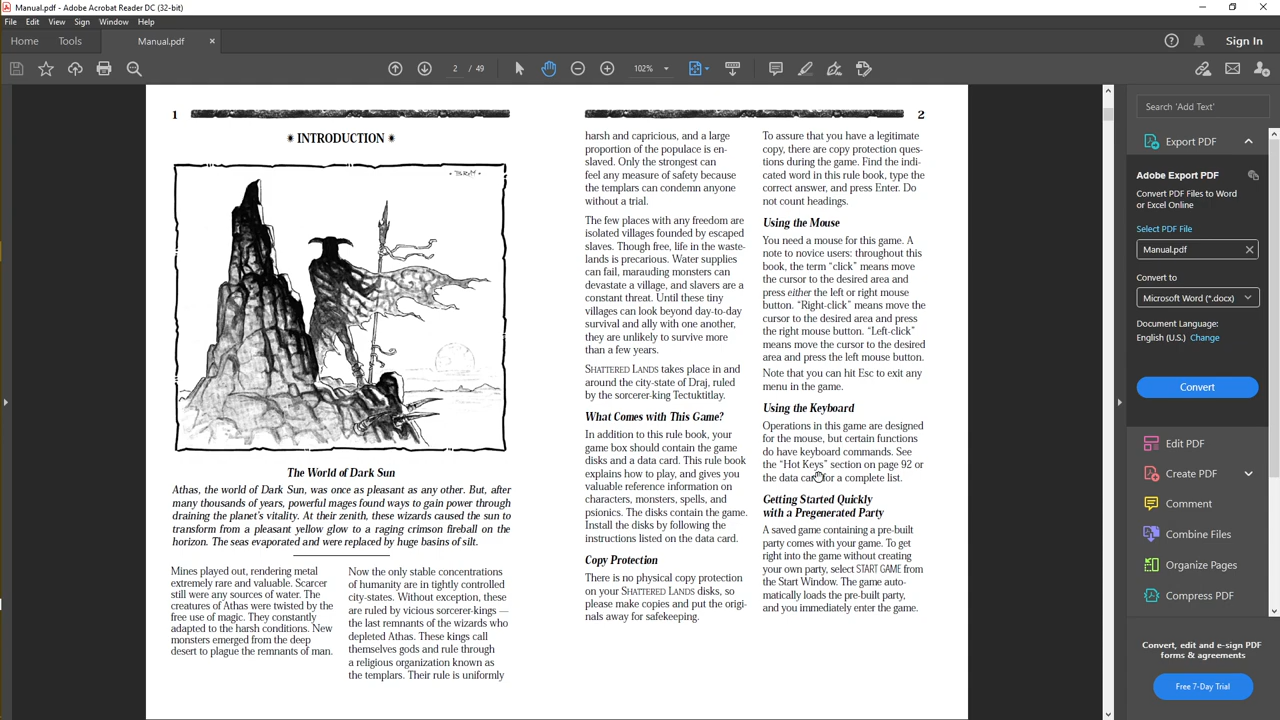 Manual.pdf - Adobe Acrobat Reader DC (32-bit)
File Edit View Sign Window Help
Home Tools Manual.pdf × Sign In
2 / 49 102%
1
✷ INTRODUCTION ✷
BROM
The World of Dark Sun
Athas, the world of Dark Sun, was once as pleasant as any other. But, after
many thousands of years, powerful mages found ways to gain power through
draining the planet's vitality. At their zenith, these wizards caused the sun to
transform from a pleasant yellow glow to a raging crimson fireball on the
horizon. The seas evaporated and were replaced by huge basins of silt.
Mines played out, rendering metal
extremely rare and valuable. Scarcer
still were any sources of water. The
creatures of Athas were twisted by the
free use of magic. They constantly
adapted to the harsh conditions. New
monsters emerged from the deep
desert to plague the remnants of man.
Now the only stable concentrations
of humanity are in tightly controlled
city-states. Without exception, these
are ruled by vicious sorcerer-kings —
the last remnants of the wizards who
depleted Athas. These kings call
themselves gods and rule through
a religious organization known as
the templars. Their rule is uniformly
2
harsh and capricious, and a large
proportion of the populace is en-
slaved. Only the strongest can
feel any measure of safety because
the templars can condemn anyone
without a trial.
The few places with any freedom are
isolated villages founded by escaped
slaves. Though free, life in the waste-
lands is precarious. Water supplies
can fail, marauding monsters can
devastate a village, and slavers are a
constant threat. Until these tiny
villages can look beyond day-to-day
survival and ally with one another,
they are unlikely to survive more
than a few years.
SHATTERED LANDS takes place in and
around the city-state of Draj, ruled
by the sorcerer-king Tectuktitlay.
What Comes with This Game?
In addition to this rule book, your
game box should contain the game
disks and a data card. This rule book
explains how to play, and gives you
valuable reference information on
characters, monsters, spells, and
psionics. The disks contain the game.
Install the disks by following the
instructions listed on the data card.
Copy Protection
There is no physical copy protection
on your SHATTERED LANDS disks, so
please make copies and put the origi-
nals away for safekeeping.
To assure that you have a legitimate
copy, there are copy protection ques-
tions during the game. Find the indi-
cated word in this rule book, type the
correct answer, and press Enter. Do
not count headings.
Using the Mouse
You need a mouse for this game. A
note to novice users: throughout this
book, the term "click" means move
the cursor to the desired area and
press either the left or right mouse
button. "Right-click" means move the
cursor to the desired area and press
the right mouse button. "Left-click"
means move the cursor to the desired
area and press the left mouse button.
Note that you can hit Esc to exit any
menu in the game.
Using the Keyboard
Operations in this game are designed
for the mouse, but certain functions
do have keyboard commands. See
the "Hot Keys" section on page 92 or
the data card for a complete list.
Getting Started Quickly
with a Pregenerated Party
A saved game containing a pre-built
party comes with your game. To get
right into the game without creating
your own party, select START GAME from
the Start Window. The game auto-
matically loads the pre-built party,
and you immediately enter the game.
Search 'Add Text'
Export PDF
Adobe Export PDF
Convert PDF Files to Word
or Excel Online
Select PDF File
Manual.pdf
Convert to
Microsoft Word (*.docx)
Document Language:
English (U.S.) Change
Convert
Edit PDF
Create PDF
Comment
Combine Files
Organize Pages
Compress PDF
Convert, edit and e-sign PDF
forms & agreements
Free 7-Day Trial